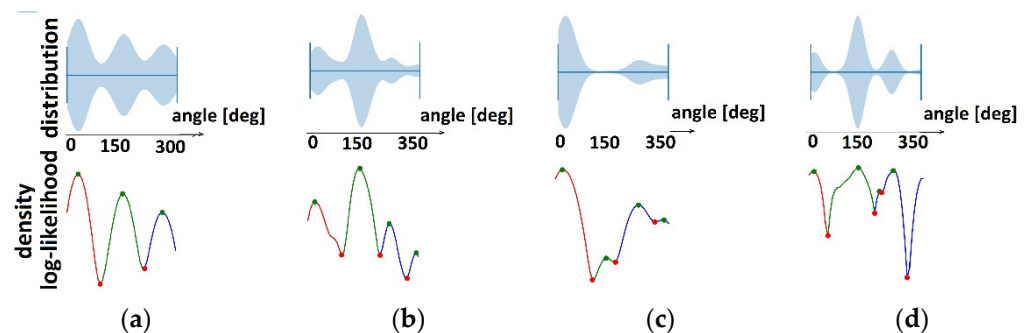 distribution
angle [deg]
0 150 300
angle [deg]
0 150 350
angle [deg]
0 150 350
angle [deg]
0 150 350
density
log-likelihood
(a)
(b)
(c)
(d)